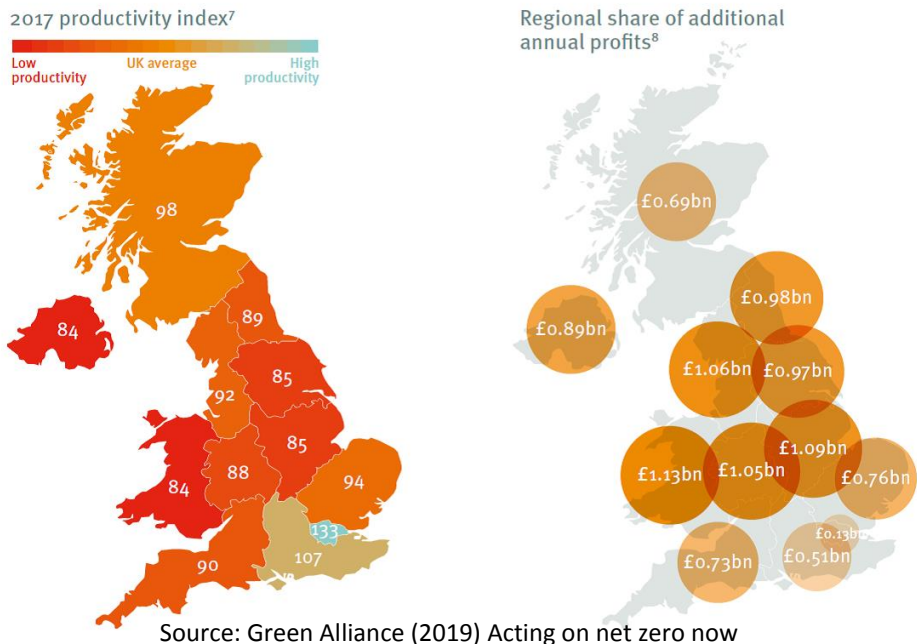 2017 productivity index⁷
Low
productivity
UK average
High
productivity
98
84
89
92
85
85
88
84
94
133
107
90
Regional share of additional
annual profits⁸
£0.69bn
£0.98bn
£0.89bn
£1.06bn
£0.97bn
£1.09bn
£1.13bn
£1.05bn
£0.76bn
£0.13bn
£0.73bn
£0.51bn
Source: Green Alliance (2019) Acting on net zero now